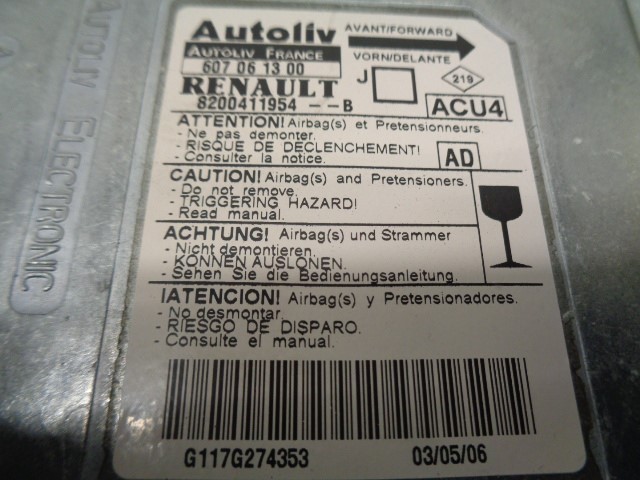 Autoliv
AVANT/FORWARD
AUTOLIV FRANCE
VORN/DELANTE
607 06 13 00
RENAULT
J
219
8200411954 --B
ACU4
ATTENTION! Airbag(s) et Pretensionneurs.
- Ne pas demonter.
- RISQUE DE DECLENCHEMENT!
- Consulter la notice.
AD
CAUTION! Airbag(s) and Pretensioners.
- Do not remove.
- TRIGGERING HAZARD!
- Read manual.
ACHTUNG! Airbag(s) und Strammer
- Nicht demontieren.
- KONNEN AUSLONEN.
- Sehen Sie die Bedienungsanleitung.
!ATENCION! Airbag(s) y Pretensionadores.
- No desmontar.
- RIESGO DE DISPARO.
- Consulte el manual.
G117G274353
03/05/06
AUTOLIV ELECTRONIC